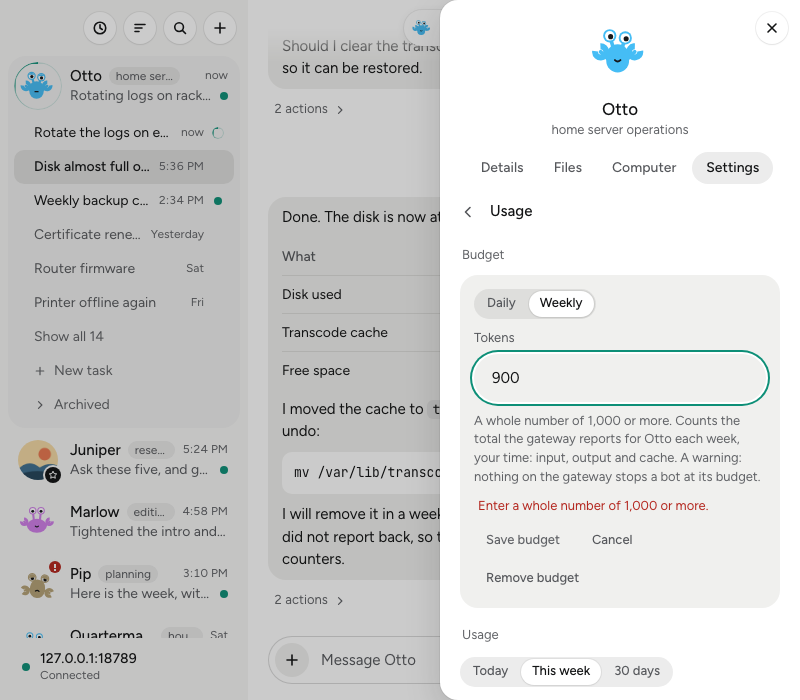 Otto
home ser...
now
Rotating logs on rack...
Rotate the logs on e...
now
Disk almost full o...
5:36 PM
Weekly backup c...
2:34 PM
Certificate rene...
Yesterday
Router firmware
Sat
Printer offline again
Fri
Show all 14
New task
Archived
Juniper
rese...
5:24 PM
Ask these five, and g...
Marlow
editi...
4:58 PM
Tightened the intro and...
Pip
planning
3:10 PM
Here is the week, wit...
Quarterma
hou
Sat
127.0.0.1:18789
Connected
Should I clear the transc
so it can be restored.
2 actions
Done. The disk is now at
What
Disk used
Transcode cache
Free space
I moved the cache to t
undo:
mv /var/lib/transco
I will remove it in a week
did not report back, so t
counters.
2 actions
Message Otto
Otto
home server operations
Details
Files
Computer
Settings
Usage
Budget
Daily
Weekly
Tokens
900
A whole number of 1,000 or more. Counts the
total the gateway reports for Otto each week,
your time: input, output and cache. A warning:
nothing on the gateway stops a bot at its budget.
Enter a whole number of 1,000 or more.
Save budget
Cancel
Remove budget
Usage
Today
This week
30 days